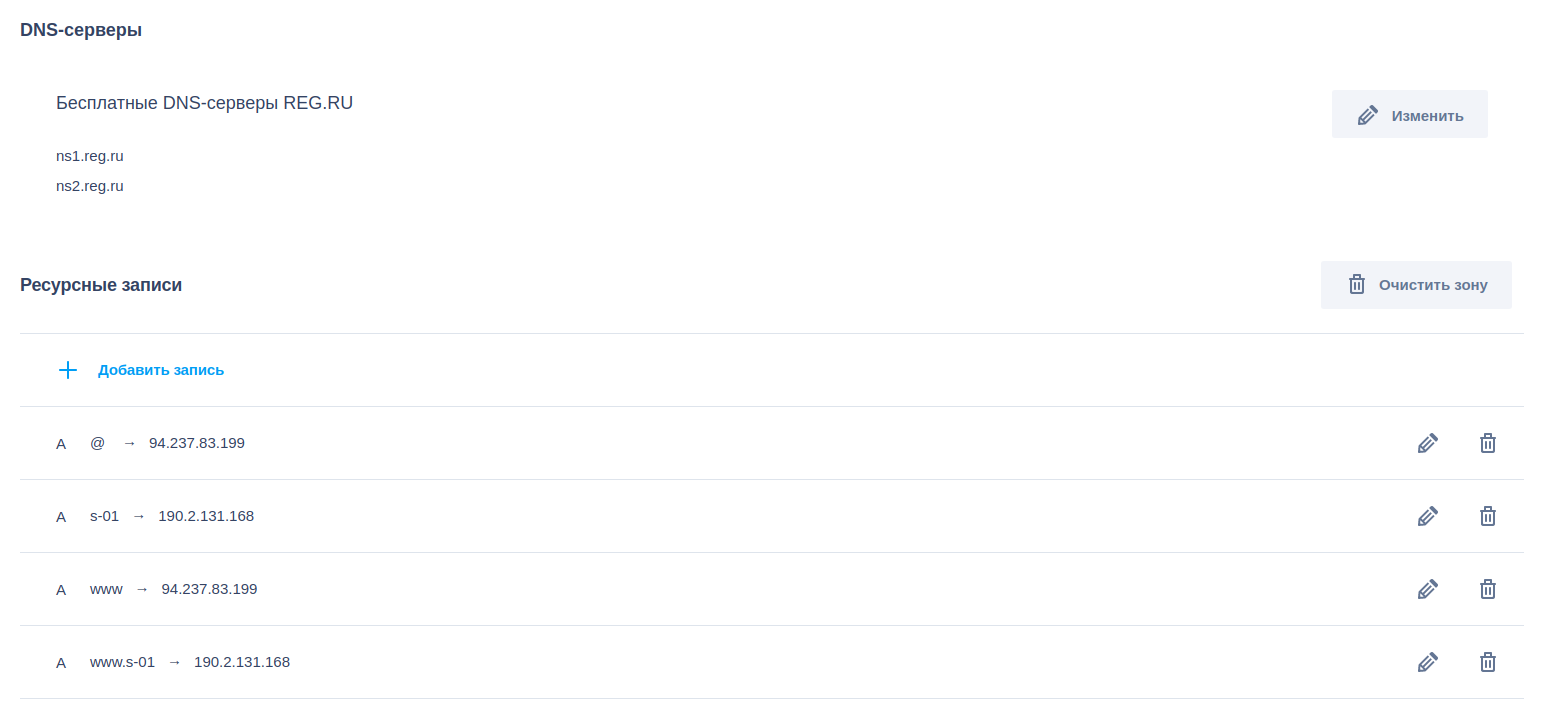 DNS-серверы
Бесплатные DNS-серверы REG.RU
Изменить
ns1.reg.ru
ns2.reg.ru
Ресурсные записи
Очистить зону
Добавить запись
A @ → 94.237.83.199
A s-01 → 190.2.131.168
A www → 94.237.83.199
A www.s-01 → 190.2.131.168